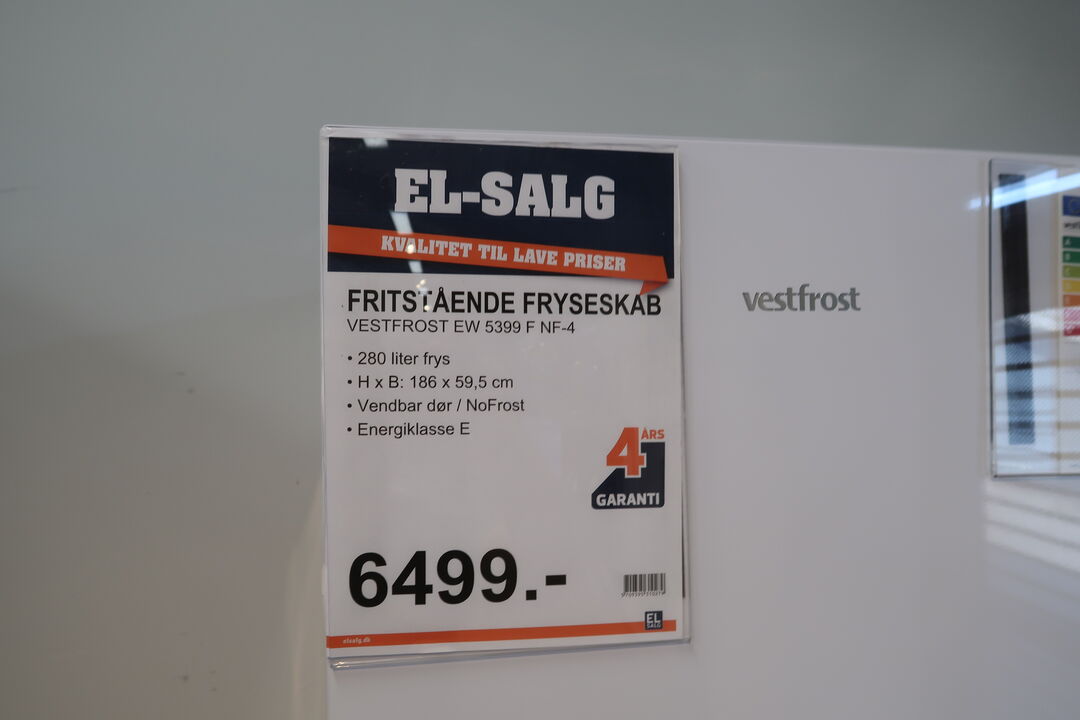 EL-SALG
KVALITET TIL LAVE PRISER
FRITSTÅENDE FRYSESKAB
VESTFROST EW 5399 F NF-4
• 280 liter frys
• H x B: 186 x 59,5 cm
• Vendbar dør / NoFrost
• Energiklasse E
4 ÅRS
GARANTI
6499.-
EL
SALG
elsalg.dk
vestfrost